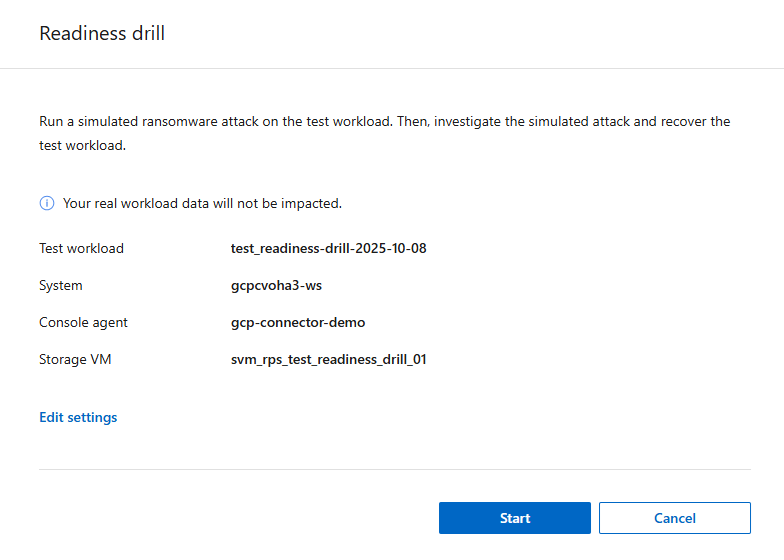 Readiness drill
Run a simulated ransomware attack on the test workload. Then, investigate the simulated attack and recover the
test workload.
Your real workload data will not be impacted.
Test workload test_readiness-drill-2025-10-08
System gcpcvoha3-ws
Console agent gcp-connector-demo
Storage VM svm_rps_test_readiness_drill_01
Edit settings
Start Cancel